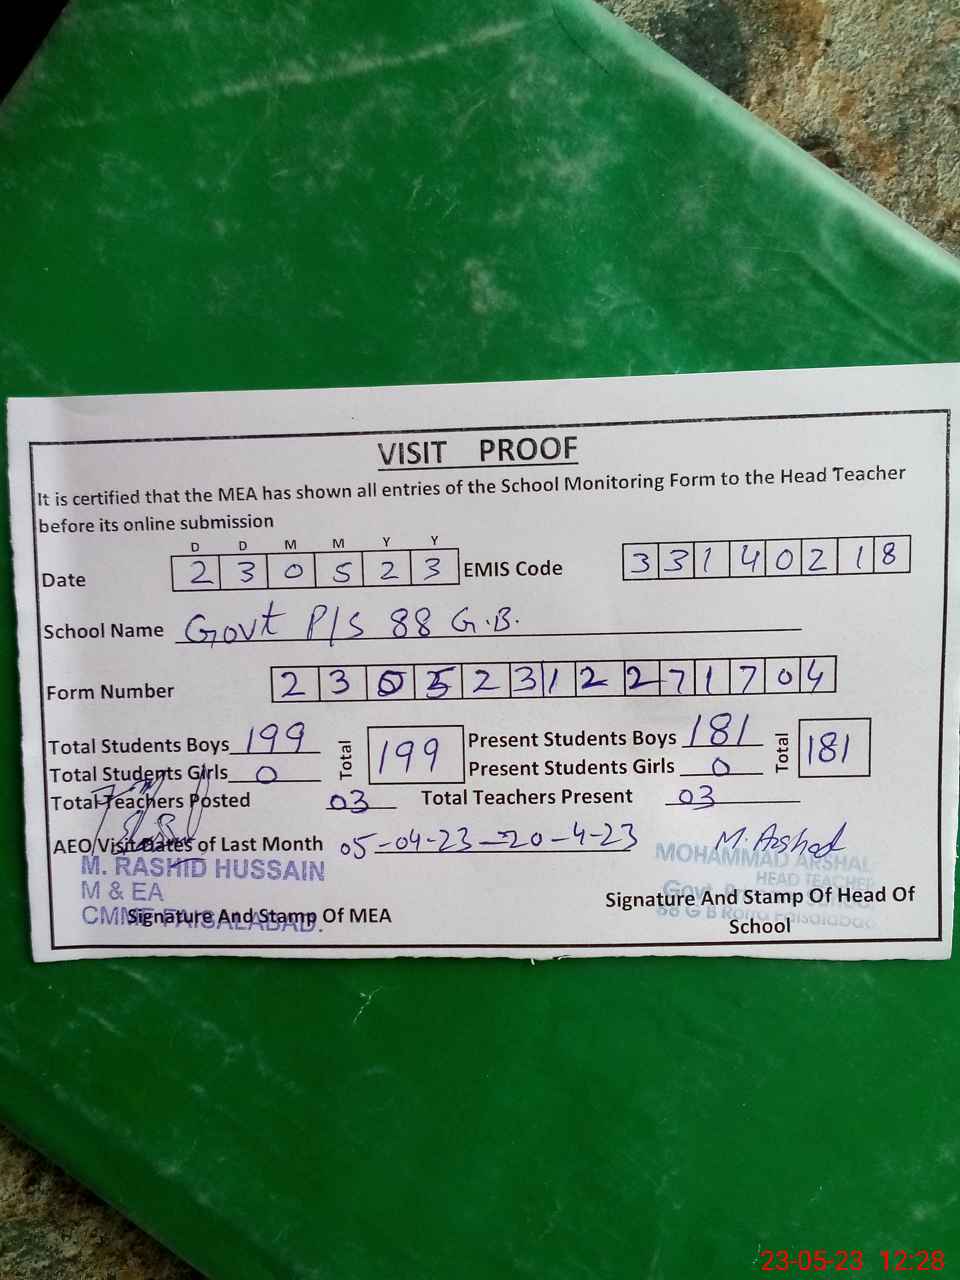 VISIT PROOF
It is certified that the MEA has shown all entries of the School Monitoring Form to the Head Teacher
before its online submission
D D M M Y Y
Date 2 3 0 5 2 3 EMIS Code 3 3 1 4 0 2 1 8
School Name Govt P/S 88 G.B.
Form Number 2 3 0 5 2 3 1 2 2 7 1 7 0 4
Total Students Boys 199 Total 199 Present Students Boys 181 Total 181
Total Students Girls 0 Present Students Girls 0
Total Teachers Posted 03 Total Teachers Present 03
AEO Visit Dates of Last Month 05-04-23 - 20-4-23 M. Arshad
M. RASHID HUSSAIN
M & EA
CMMF FAISALABAD.
Signature And Stamp Of MEA
MOHAMMAD ARSHAD
HEAD TEACHER
Govt.
88 G B Faisalabad
Signature And Stamp Of Head Of
School
23-05-23 12:28